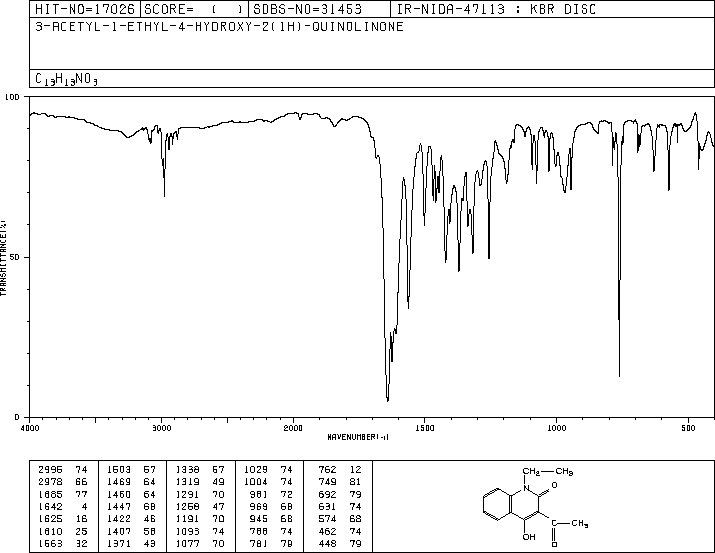 HIT-NO=17026 SCORE= ( ) SDBS-NO=31453 IR-NIDA-47113 : KBR DISC
3-ACETYL-1-ETHYL-4-HYDROXY-2(1H)-QUINOLINONE
C13H13NO3
100
50
0
TRANSMITTANCE(%)
4000 3000 2000 1500 1000 500
WAVENUMBER(-1)
2995 74 1503 57 1338 57 1029 74 762 12
2978 66 1469 64 1319 49 1004 74 749 81
1685 77 1460 64 1291 70 981 72 692 79
1642 4 1447 68 1258 47 969 68 631 74
1625 16 1422 46 1191 70 945 68 574 68
1610 25 1407 58 1093 74 788 74 462 74
1563 32 1371 43 1077 70 781 79 448 79
CH2 CH3
N O
CH3
OH O